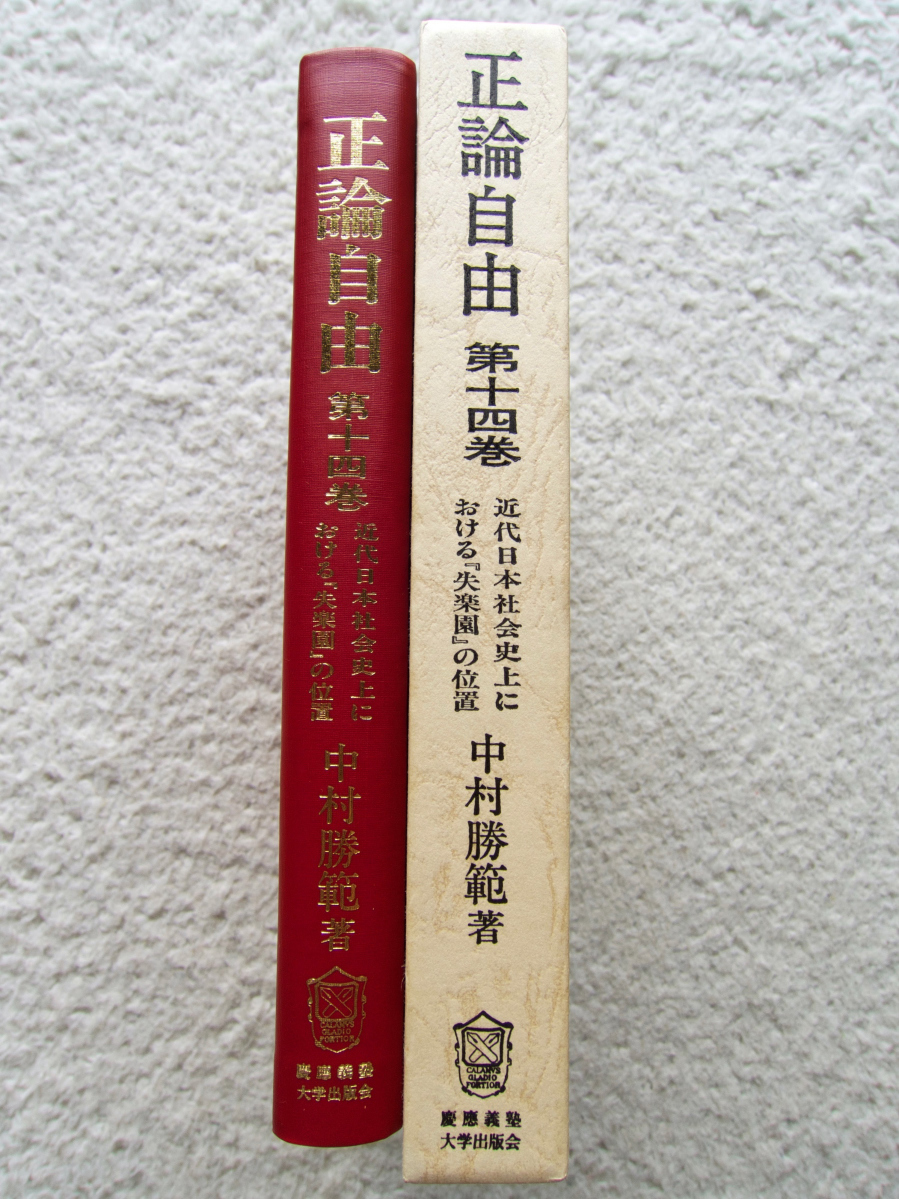 正論自由
第十四巻
近代日本社会史上に
おける『失楽園』の位置
中村勝範著
CALAMVS
GLADIO
FORTIOR
慶應義塾
大学出版会
正論自由
第十四巻
近代日本社会史上に
おける『失楽園』の位置
中村勝範著
CALAMVS
GLADIO
FORTIOR
慶應義塾
大学出版会